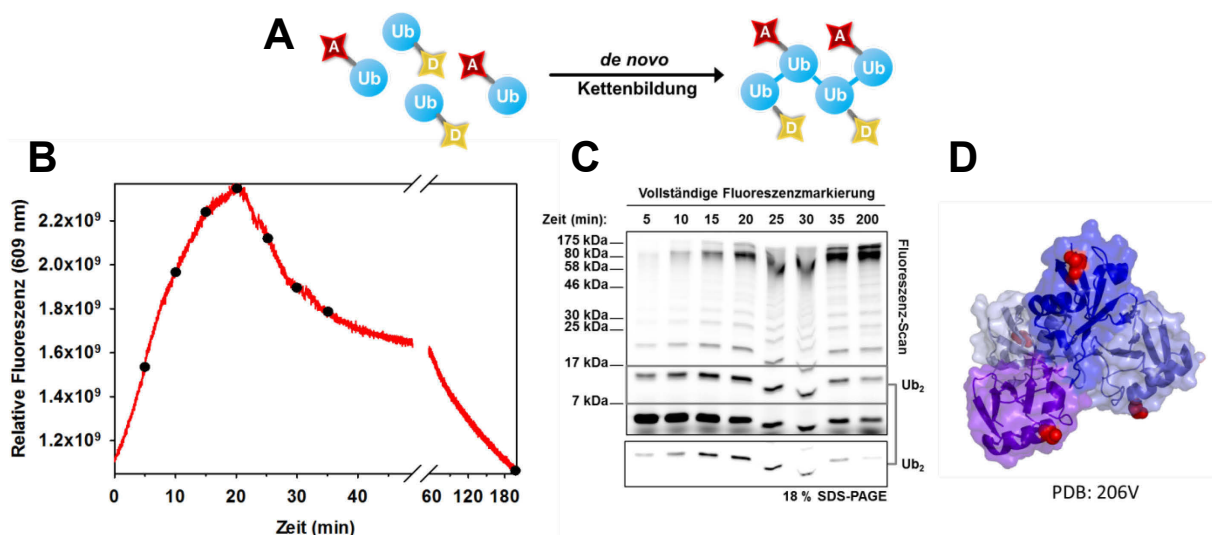 A
A
Ub
Ub
D
A
Ub
Ub
D
de novo
Kettenbildung
A
A
Ub
Ub
Ub
Ub
D
D
B
Relative Fluoreszenz (609 nm)
2.2x10⁹
2.0x10⁹
1.8x10⁹
1.6x10⁹
1.4x10⁹
1.2x10⁹
0 10 20 30 40 60 120 180
Zeit (min)
C
Vollständige Fluoreszenzmarkierung
Zeit (min): 5 10 15 20 25 30 35 200
175 kDa
80 kDa
58 kDa
46 kDa
30 kDa
25 kDa
17 kDa
7 kDa
Fluoreszenz-Scan
Ub₂
Ub₂
18 % SDS-PAGE
D
PDB: 206V